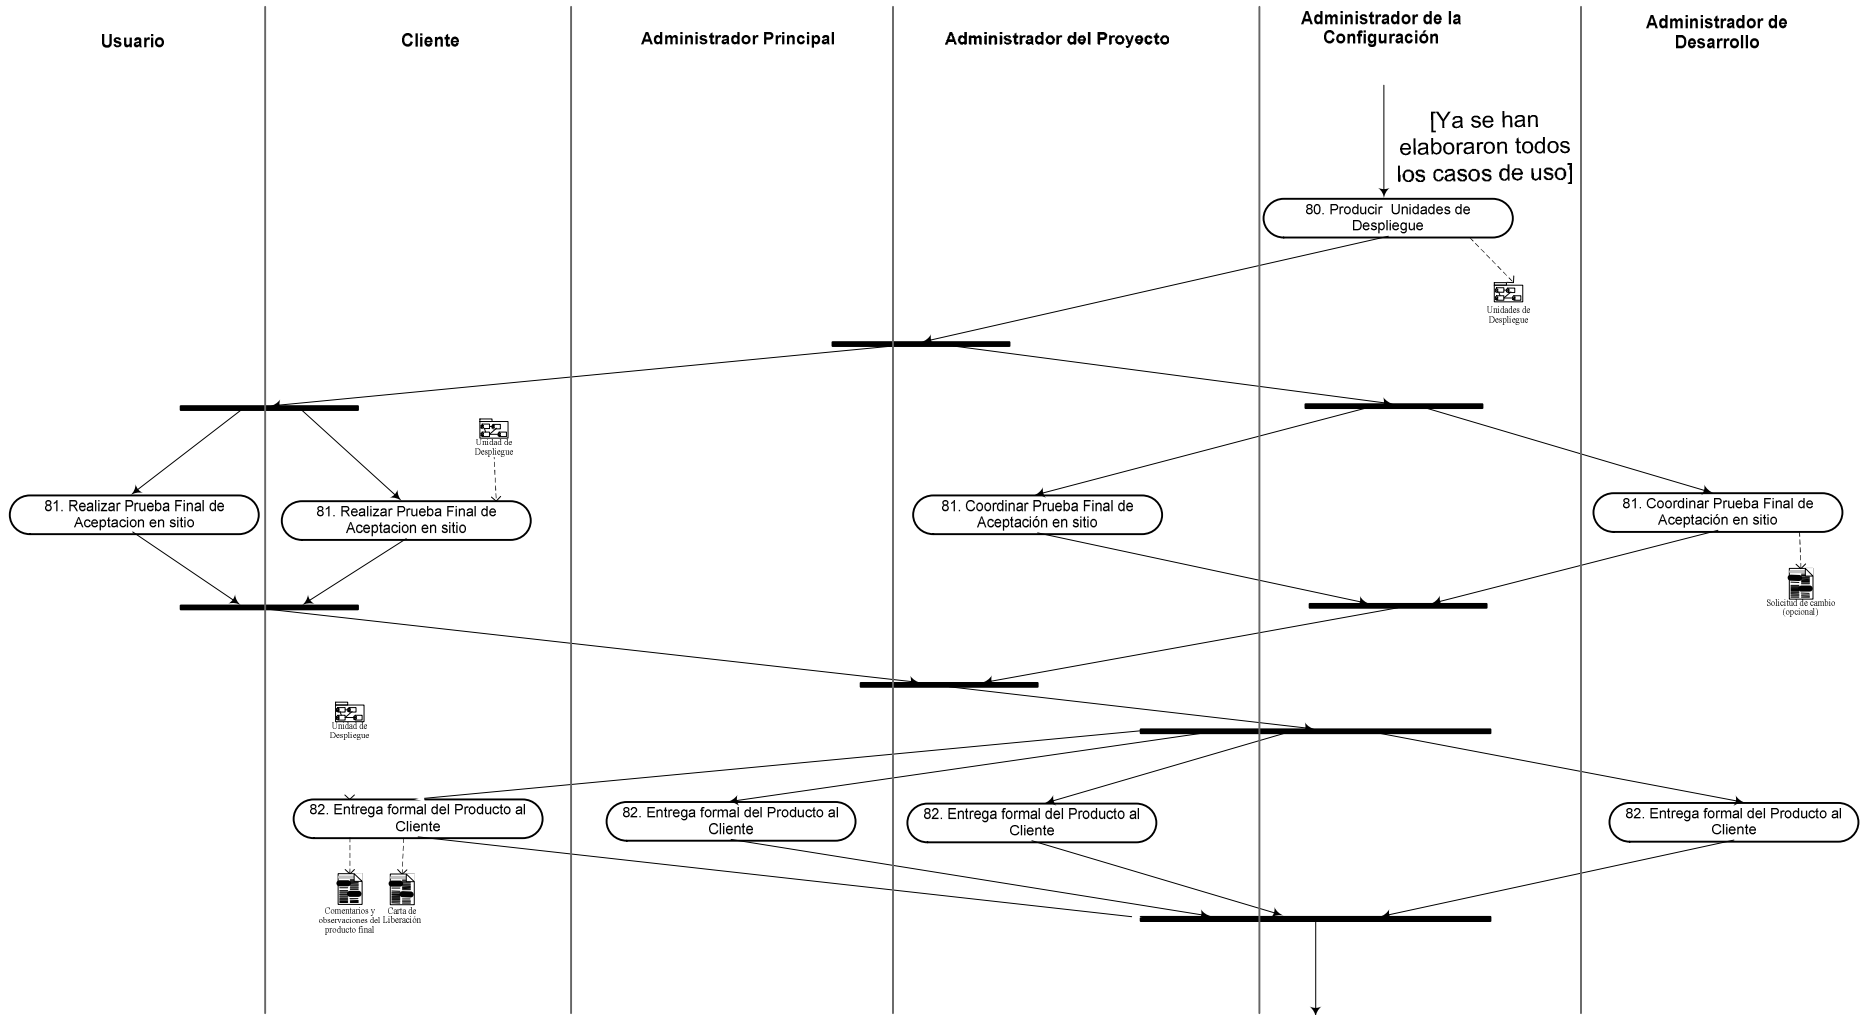 Usuario
Cliente
Administrador Principal
Administrador del Proyecto
Administrador de la
Configuración
Administrador de
Desarrollo
[Ya se han
elaboraron todos
los casos de uso]
80. Producir Unidades de
Despliegue
Unidades de
Despliegue
Unidad de
Despliegue
81. Realizar Prueba Final de
Aceptacion en sitio
81. Realizar Prueba Final de
Aceptacion en sitio
81. Coordinar Prueba Final de
Aceptación en sitio
81. Coordinar Prueba Final de
Aceptación en sitio
Solicitud de cambio
(opcional)
Unidad de
Despliegue
82. Entrega formal del Producto al
Cliente
82. Entrega formal del Producto al
Cliente
82. Entrega formal del Producto al
Cliente
82. Entrega formal del Producto al
Cliente
Comentarios y
observaciones del
producto final
Carta de
Liberación